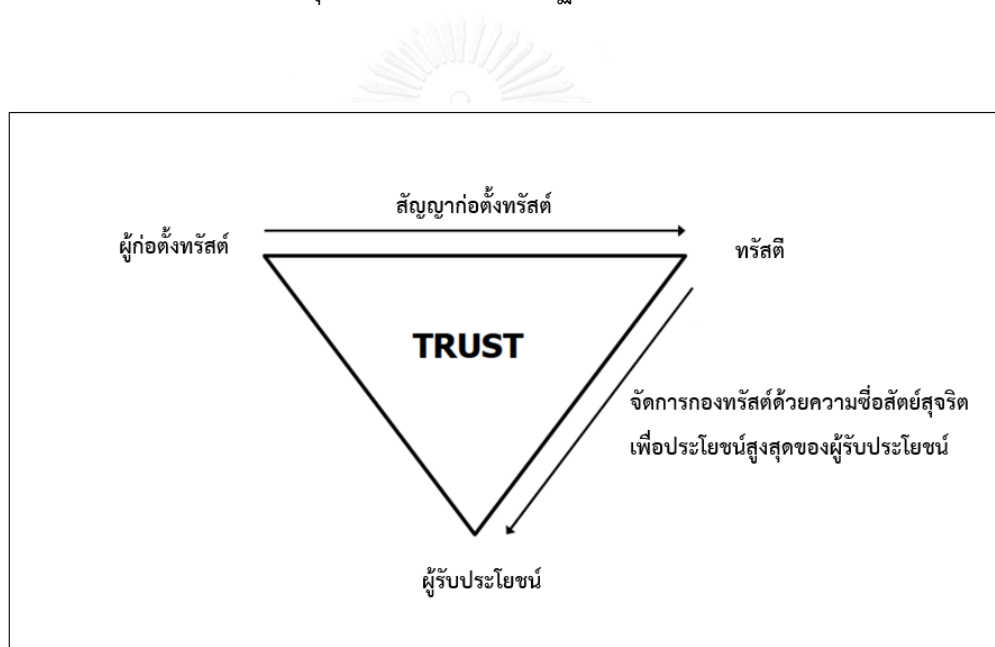 สัญญาก่อตั้งทรัสต์
ผู้ก่อตั้งทรัสต์
ทรัสตี
TRUST
จัดการกองทรัสต์ด้วยความซื่อสัตย์สุจริต
เพื่อประโยชน์สูงสุดของผู้รับประโยชน์
ผู้รับประโยชน์